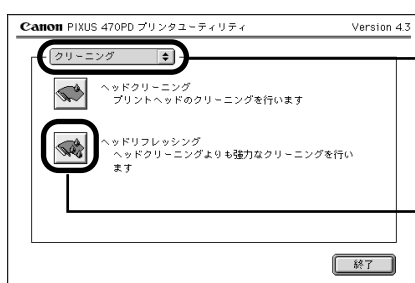 Canon PIXUS 470PD プリンタユーティリティ Version 4.3
クリーニング
ヘッドクリーニング
プリントヘッドのクリーニングを行います
ヘッドリフレッシング
ヘッドクリーニングよりも強力なクリーニングを行い
ます
終了